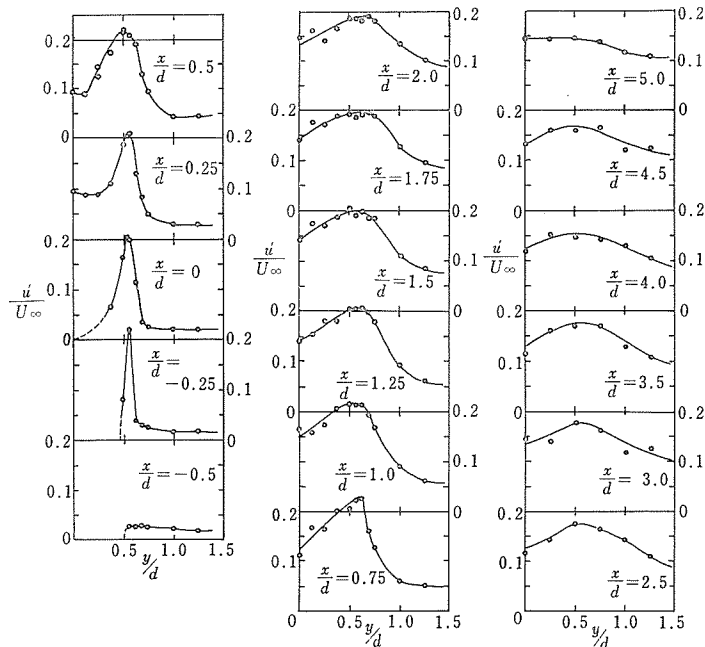 0.2
0.1
x/d = 0.5
0
0.2
x/d = 0.25
0.1
0.2
0
u′/U∞
x/d = 0
0.1
0.2
0
x/d = −0.25
0.1
0.2
0
x/d = −0.5
0.1
0 0.5 1.0 1.5
y/d
0.2
0.1
x/d = 2.0
0.2
0
0.1
x/d = 1.75
0.2
0
u′/U∞
0.1
x/d = 1.5
0.2
0
0.1
x/d = 1.25
0.2
0
0.1
x/d = 1.0
0.2
0
0.1
x/d = 0.75
0 0.5 1.0 1.5
y/d
0.2
0.1
x/d = 5.0
0.2
0
0.1
x/d = 4.5
0.2
0
u′/U∞
0.1
x/d = 4.0
0.2
0
0.1
x/d = 3.5
0.2
0
0.1
x/d = 3.0
0.2
0
0.1
x/d = 2.5
0 0.5 1.0 1.5
y/d